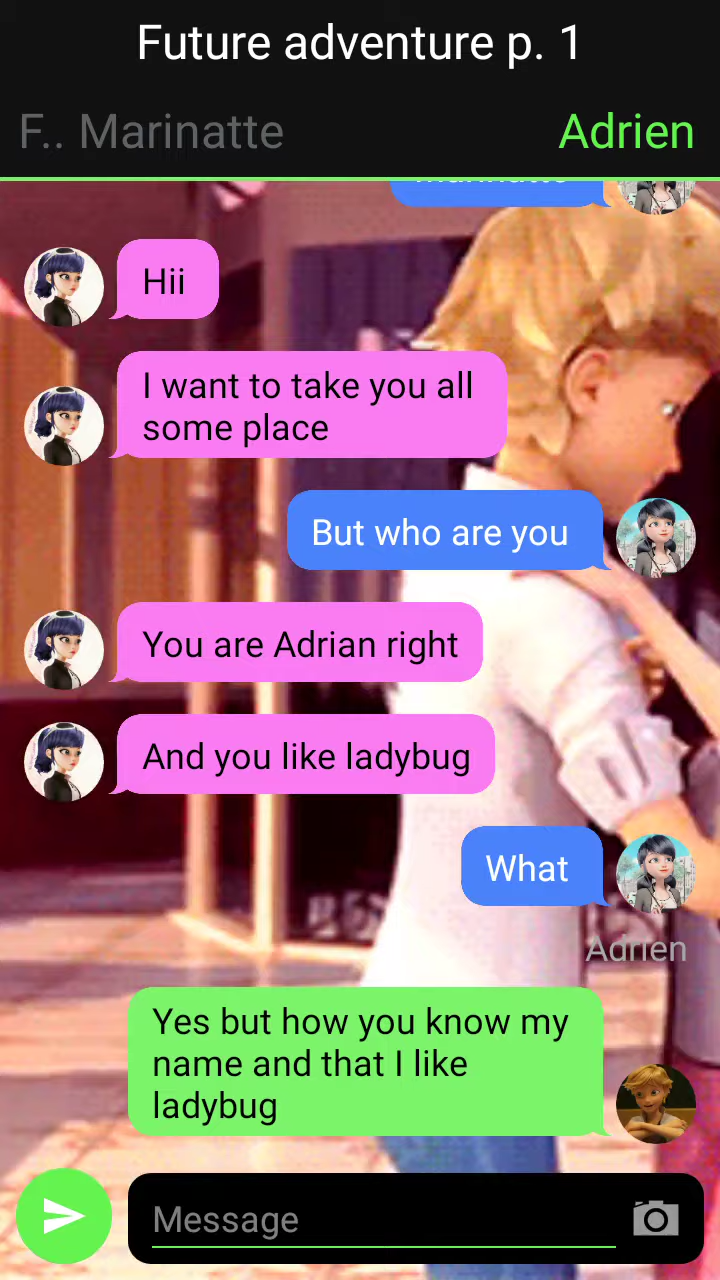 Future adventure p. 1
F.. Marinatte
Adrien
Hii
I want to take you all
some place
But who are you
You are Adrian right
And you like ladybug
What
Adrien
Yes but how you know my
name and that I like
ladybug
Message